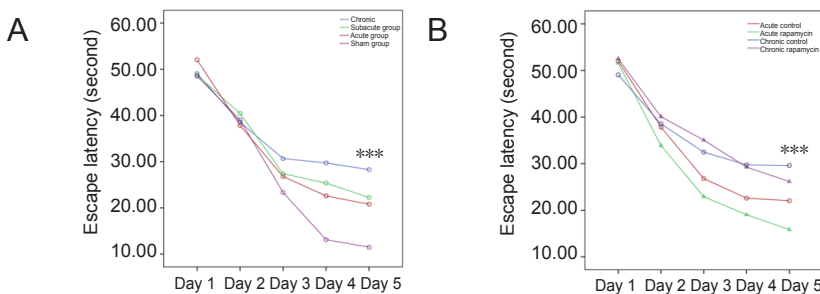 A
Escape latency (second)
60.00
50.00
40.00
30.00
20.00
10.00
Chronic
Subacute group
Acute group
Sham group
***
Day 1 Day 2 Day 3 Day 4 Day 5
B
Escape latency (second)
60.00
50.00
40.00
30.00
20.00
10.00
Acute control
Acute rapamycin
Chronic control
Chronic rapamycin
***
Day 1 Day 2 Day 3 Day 4 Day 5